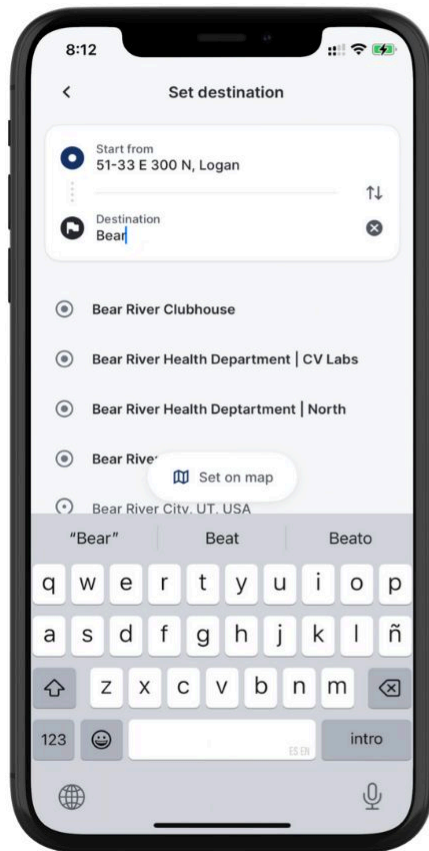 8:12
Set destination
Start from
51-33 E 300 N, Logan
Destination
Bear
Bear River Clubhouse
Bear River Health Department | CV Labs
Bear River Health Deptartment | North
Bear Rive
Set on map
Bear River City, UT, USA
“Bear” Beat Beato
q w e r t y u i o p
a s d f g h j k l ñ
z x c v b n m
123 ES EN intro